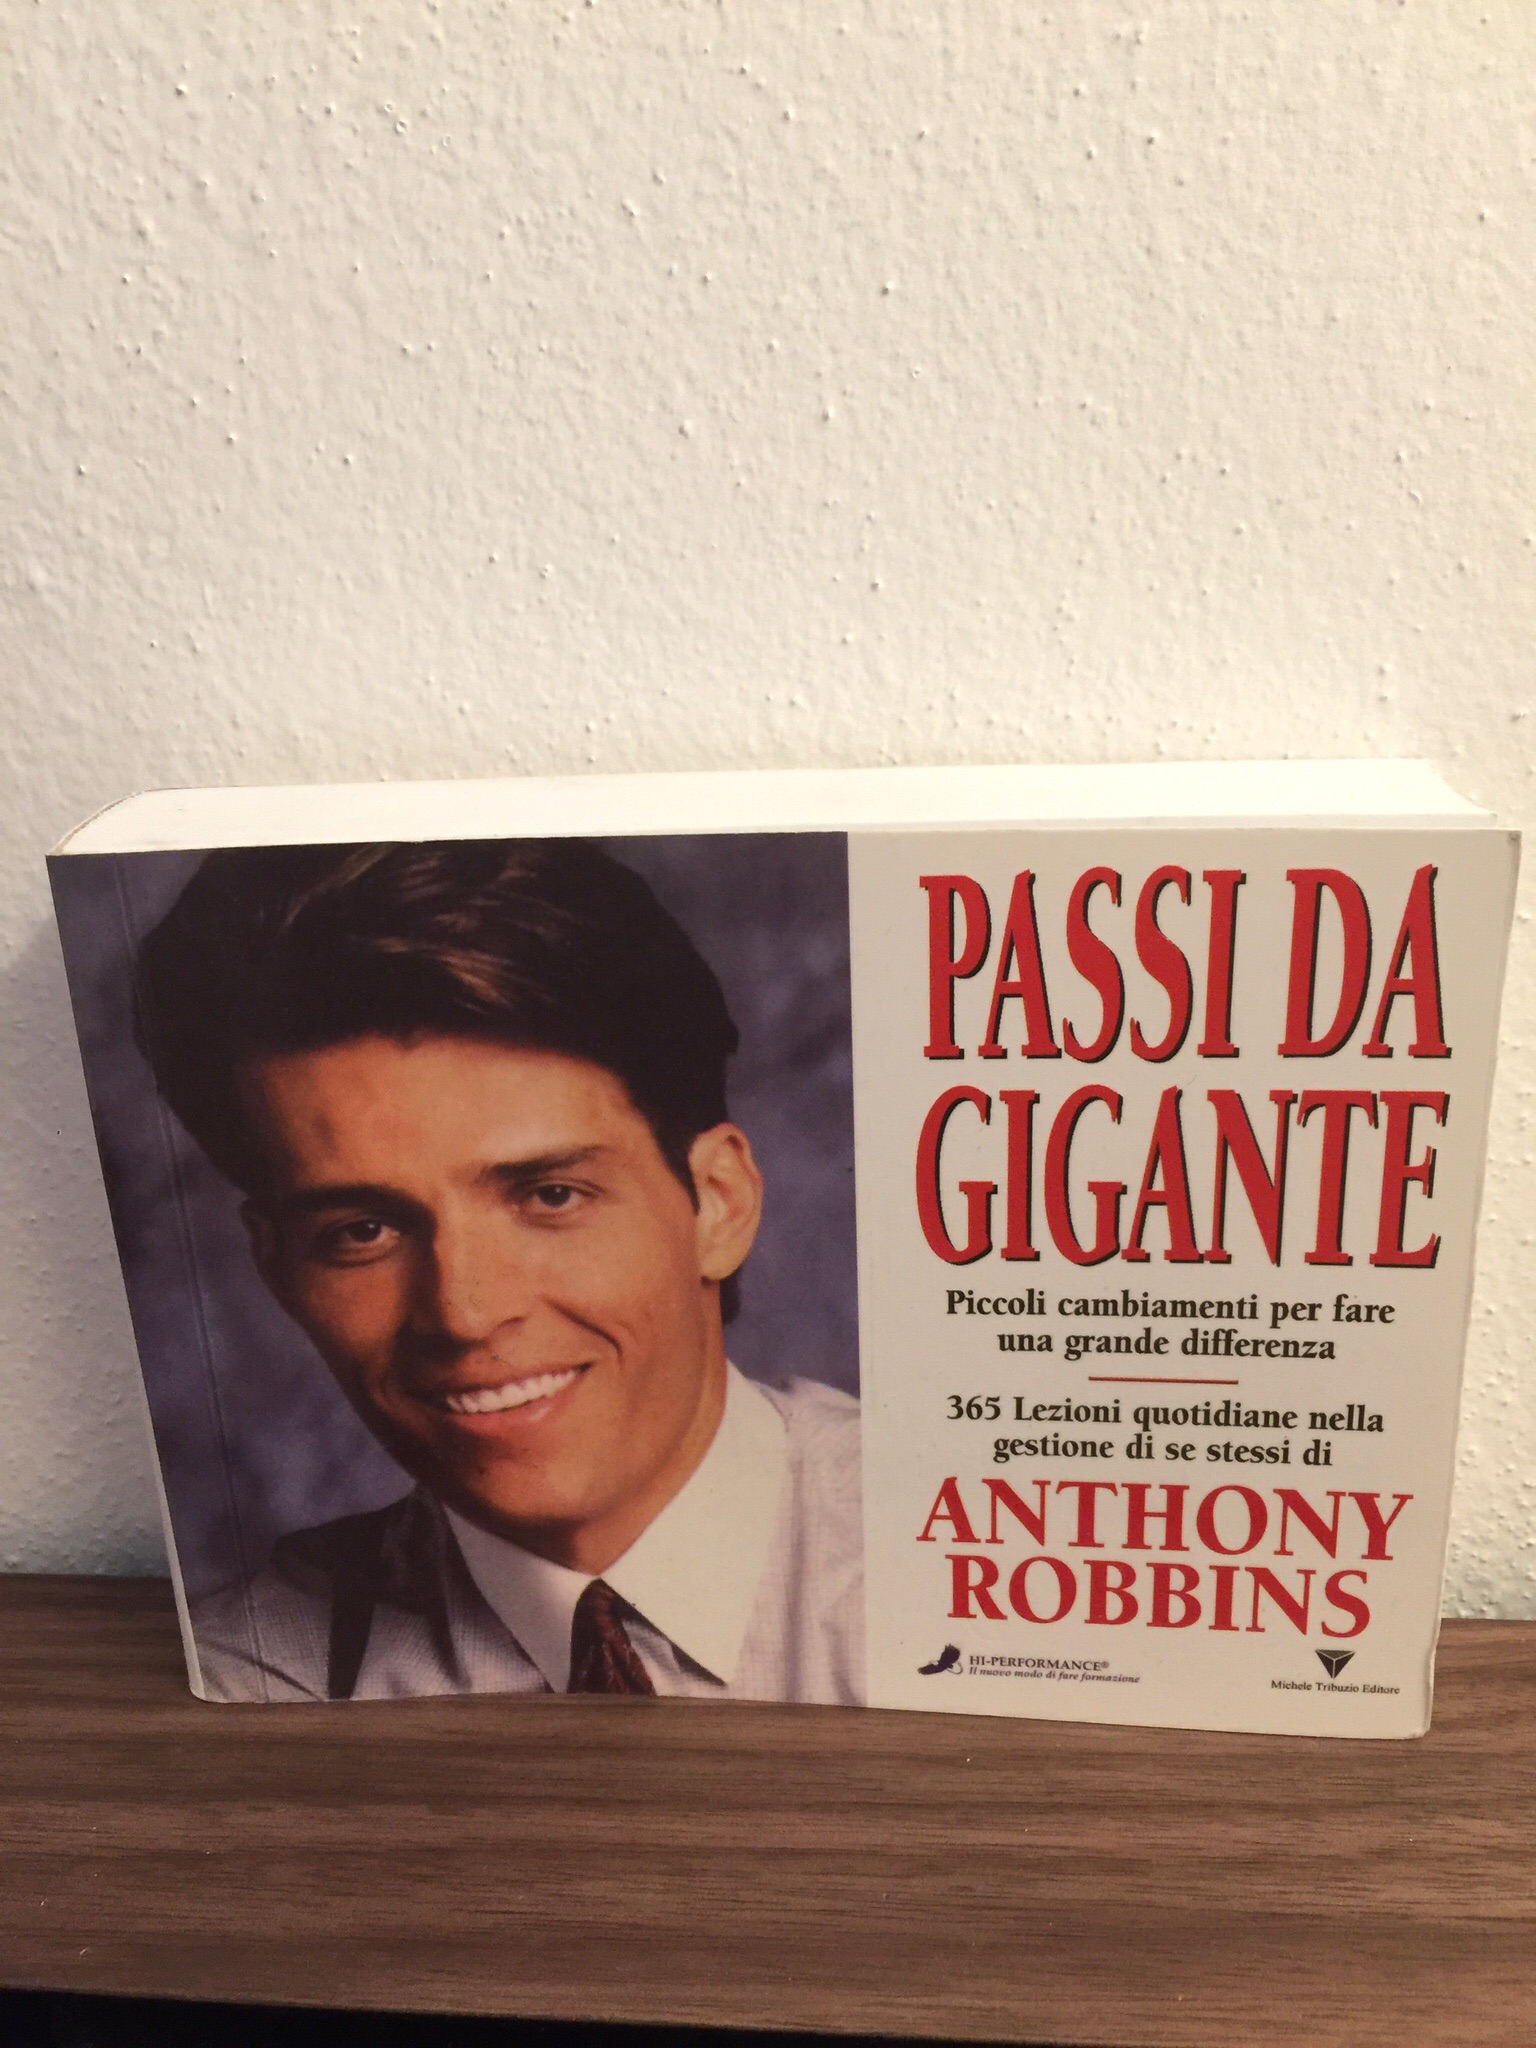 PASSI DA
GIGANTE
Piccoli cambiamenti per fare
una grande differenza
365 Lezioni quotidiane nella
gestione di se stessi di
ANTHONY
ROBBINS
HI-PERFORMANCE®
Il nuovo modo di fare formazione
Michele Tribuzio Editore